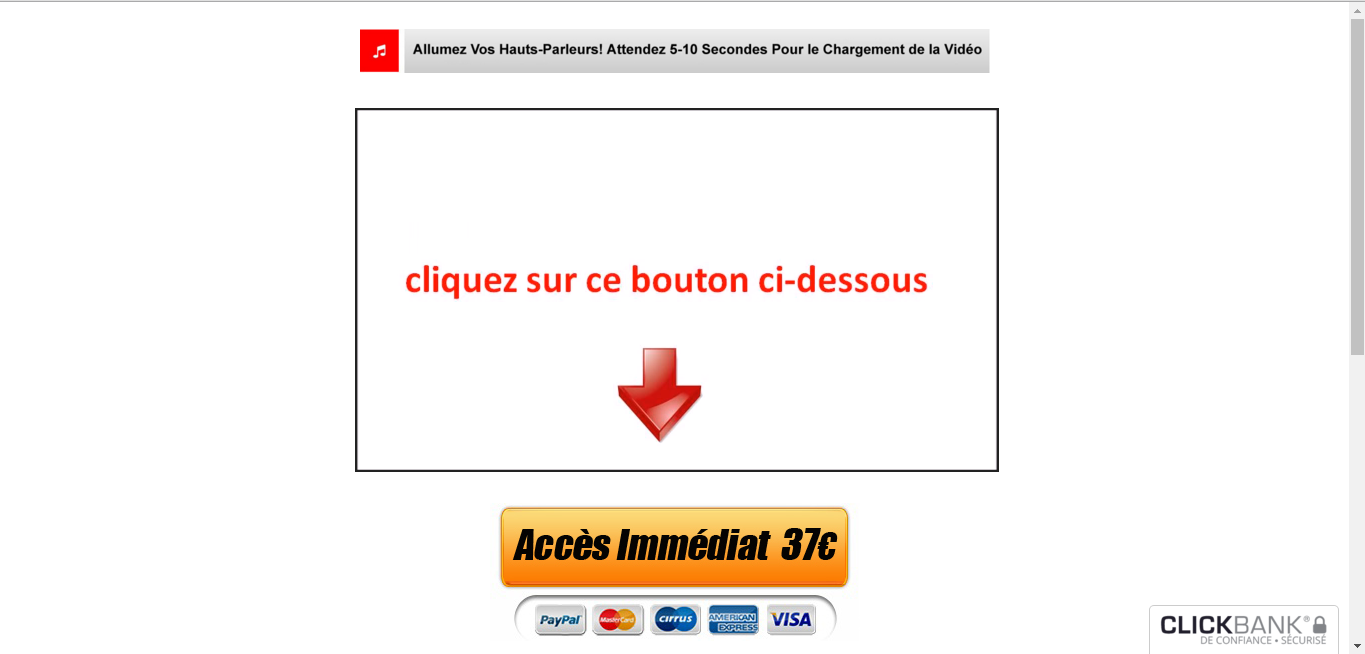 Allumez Vos Hauts-Parleurs! Attendez 5-10 Secondes Pour le Chargement de la Vidéo
cliquez sur ce bouton ci-dessous
Accès Immédiat 37€
PayPal MasterCard CIRRUS AMERICAN EXPRESS VISA
CLICKBANK®
DE CONFIANCE • SÉCURISÉ